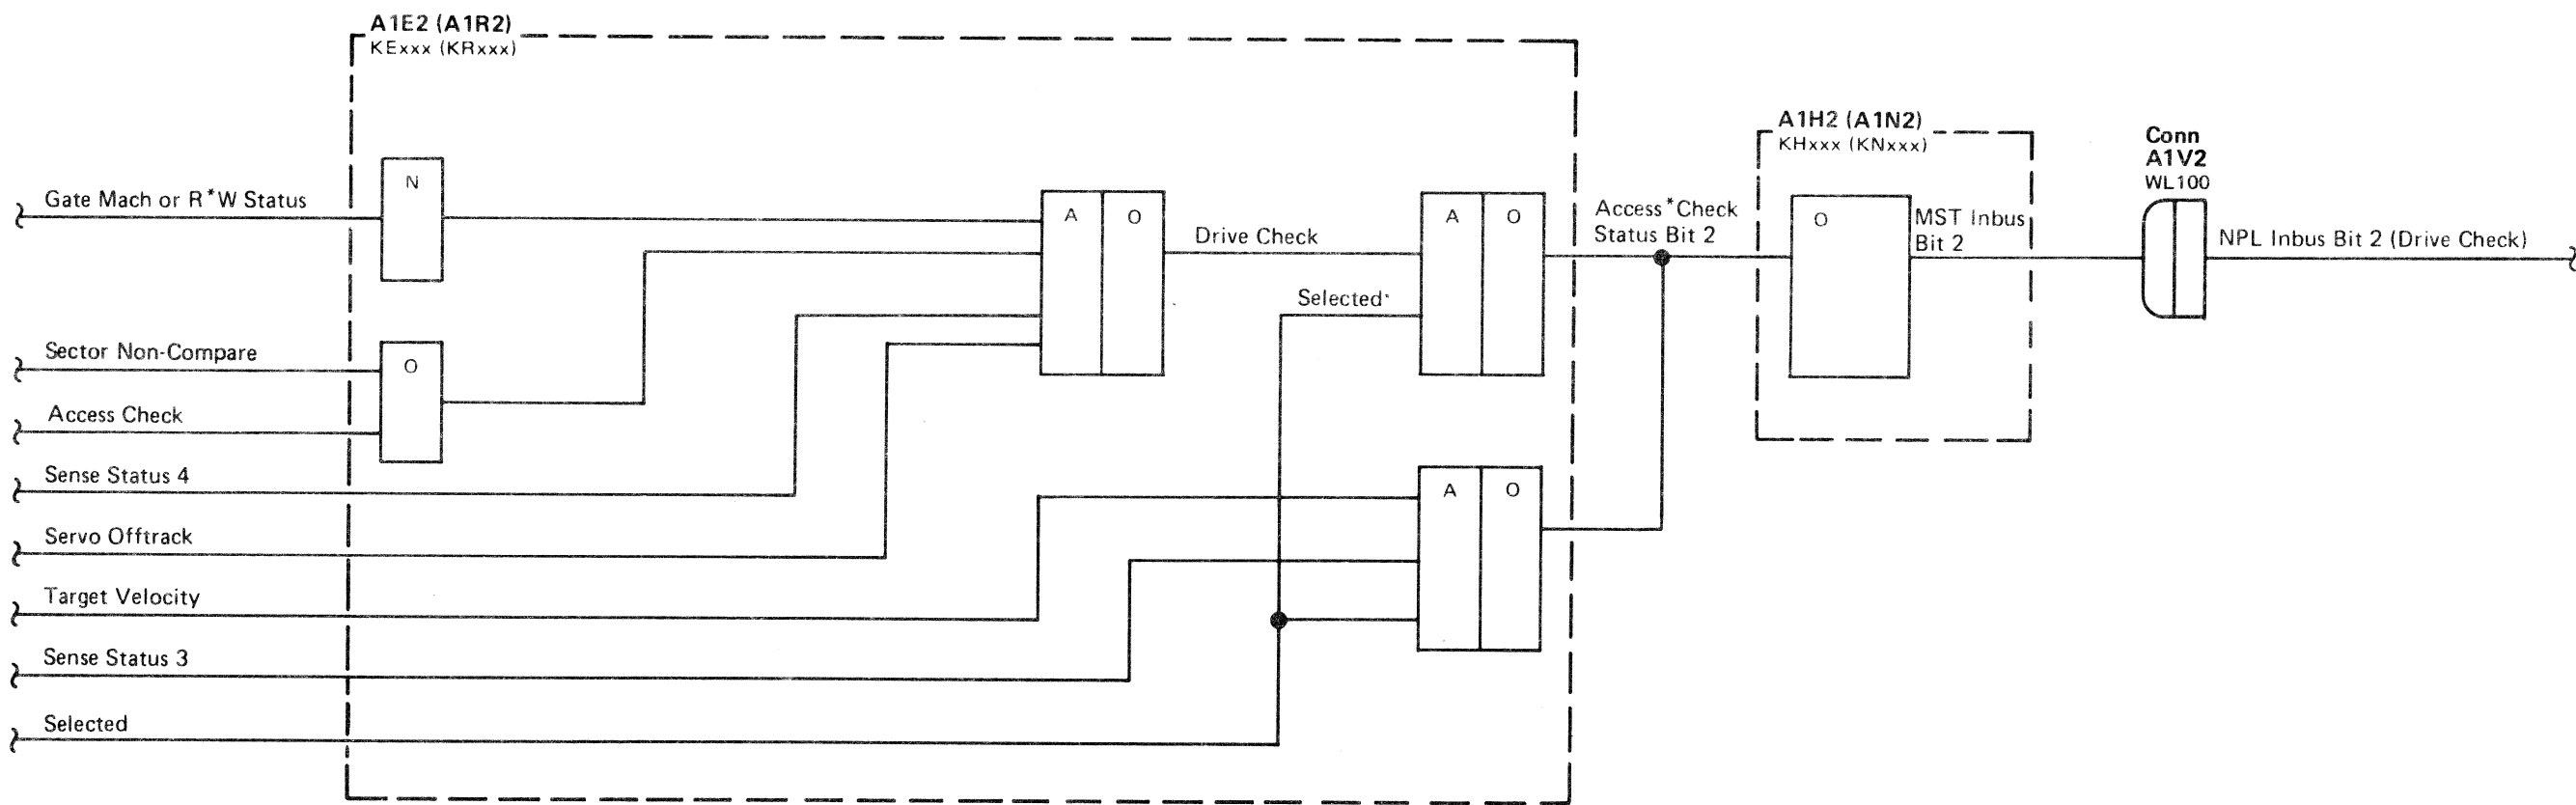 A1E2 (A1R2)
KExxx (KRxxx)
Gate Mach or R*W Status
N
Sector Non-Compare
O
Access Check
Sense Status 4
Servo Offtrack
Target Velocity
Sense Status 3
Selected
A O
Drive Check
Selected
A O
A O
Access*Check
Status Bit 2
A1H2 (A1N2)
KHxxx (KNxxx)
O
MST Inbus
Bit 2
Conn
A1V2
WL100
NPL Inbus Bit 2 (Drive Check)